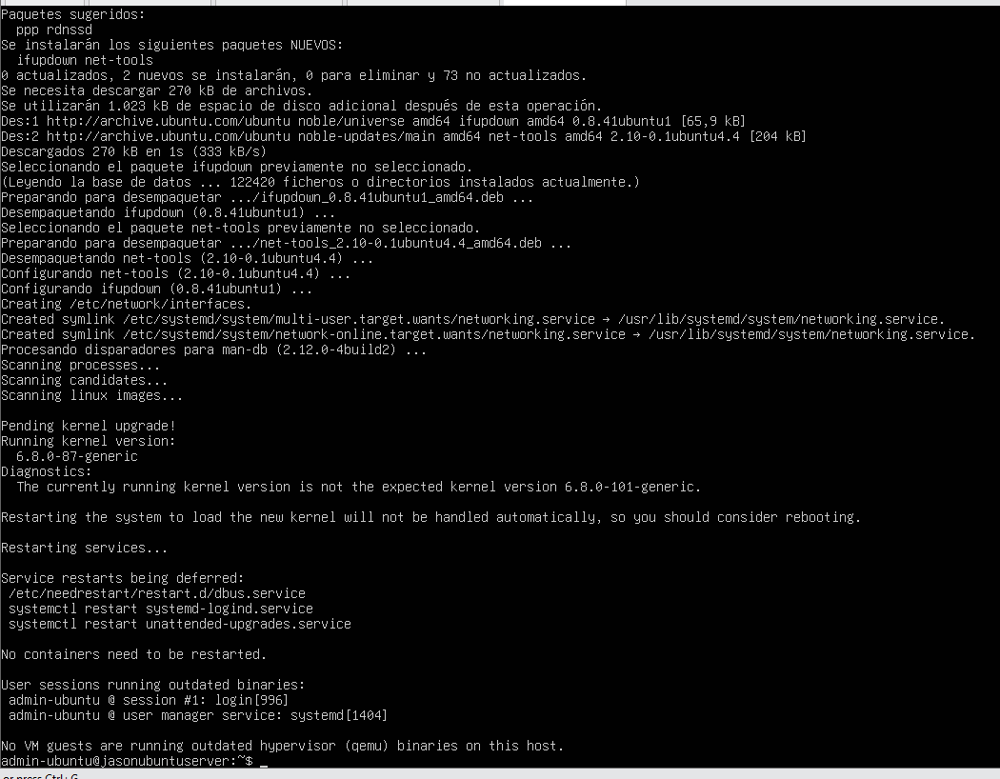 Paquetes sugeridos:
ppp rdnssd
Se instalarán los siguientes paquetes NUEVOS:
ifupdown net-tools
0 actualizados, 2 nuevos se instalarán, 0 para eliminar y 73 no actualizados.
Se necesita descargar 270 kB de archivos.
Se utilizarán 1.023 kB de espacio de disco adicional después de esta operación.
Des:1 http://archive.ubuntu.com/ubuntu noble/universe amd64 ifupdown amd64 0.8.41ubuntu1 [65,9 kB]
Des:2 http://archive.ubuntu.com/ubuntu noble-updates/main amd64 net-tools amd64 2.10-0.1ubuntu4.4 [204 kB]
Descargados 270 kB en 1s (333 kB/s)
Seleccionando el paquete ifupdown previamente no seleccionado.
(Leyendo la base de datos ... 122420 ficheros o directorios instalados actualmente.)
Preparando para desempaquetar .../ifupdown_0.8.41ubuntu1_amd64.deb ...
Desempaquetando ifupdown (0.8.41ubuntu1) ...
Seleccionando el paquete net-tools previamente no seleccionado.
Preparando para desempaquetar .../net-tools_2.10-0.1ubuntu4.4_amd64.deb ...
Desempaquetando net-tools (2.10-0.1ubuntu4.4) ...
Configurando net-tools (2.10-0.1ubuntu4.4) ...
Configurando ifupdown (0.8.41ubuntu1) ...
Creating /etc/network/interfaces.
Created symlink /etc/systemd/system/multi-user.target.wants/networking.service → /usr/lib/systemd/system/networking.service.
Created symlink /etc/systemd/system/network-online.target.wants/networking.service → /usr/lib/systemd/system/networking.service.
Procesando disparadores para man-db (2.12.0-4build2) ...
Scanning processes...
Scanning candidates...
Scanning linux images...
Pending kernel upgrade!
Running kernel version:
6.8.0-87-generic
Diagnostics:
The currently running kernel version is not the expected kernel version 6.8.0-101-generic.
Restarting the system to load the new kernel will not be handled automatically, so you should consider rebooting.
Restarting services...
Service restarts being deferred:
/etc/needrestart/restart.d/dbus.service
systemctl restart systemd-logind.service
systemctl restart unattended-upgrades.service
No containers need to be restarted.
User sessions running outdated binaries:
admin-ubuntu @ session #1: login[996]
admin-ubuntu @ user manager service: systemd[1404]
No VM guests are running outdated hypervisor (qemu) binaries on this host.
admin-ubuntu@jasonubuntuserver:~$ _
or press Ctrl+G